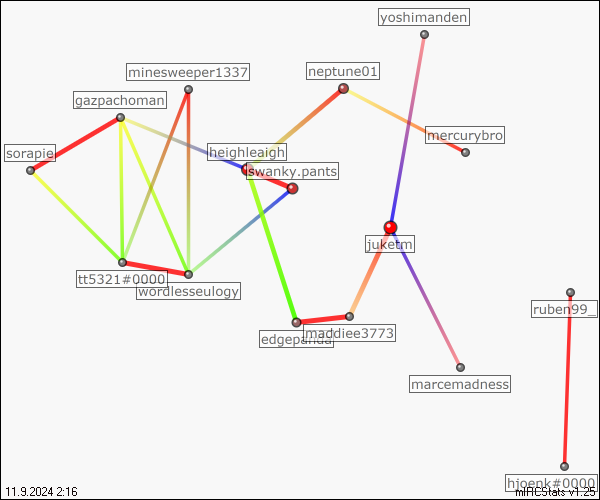 yoshimanden
minesweeper1337
neptune01
gazpachoman
mercurybro
sorapie
heighleaigh
swanky.pants
juketm
tt5321#0000
wordlesseulogy
ruben99_
edgepanda
maddiee3773
marcemadness
hjoenk#0000
11.9.2024 2:16
mIRCStats v1.25